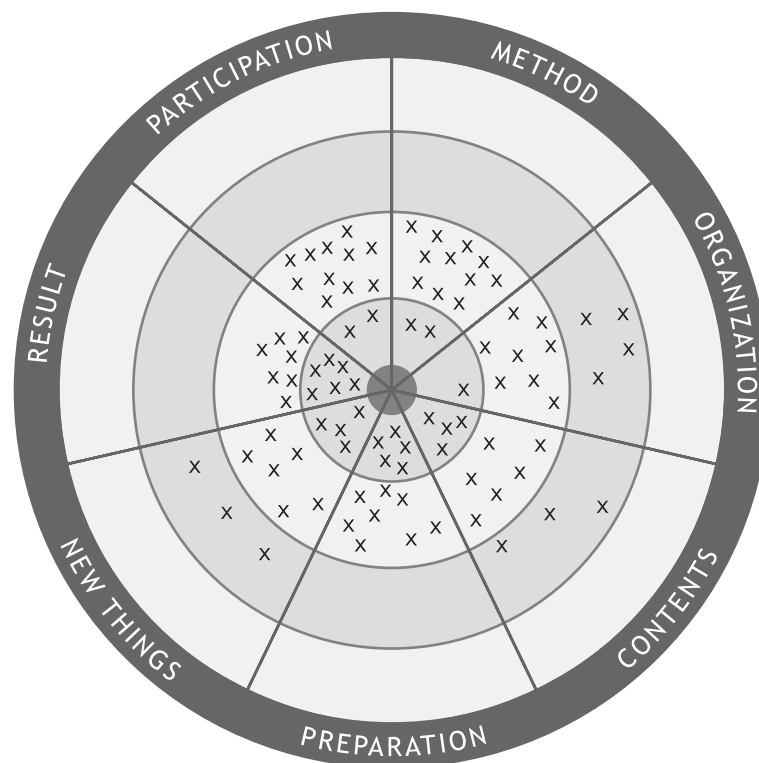 PARTICIPATION
METHOD
ORGANIZATION
CONTENTS
PREPARATION
NEW THINGS
RESULT